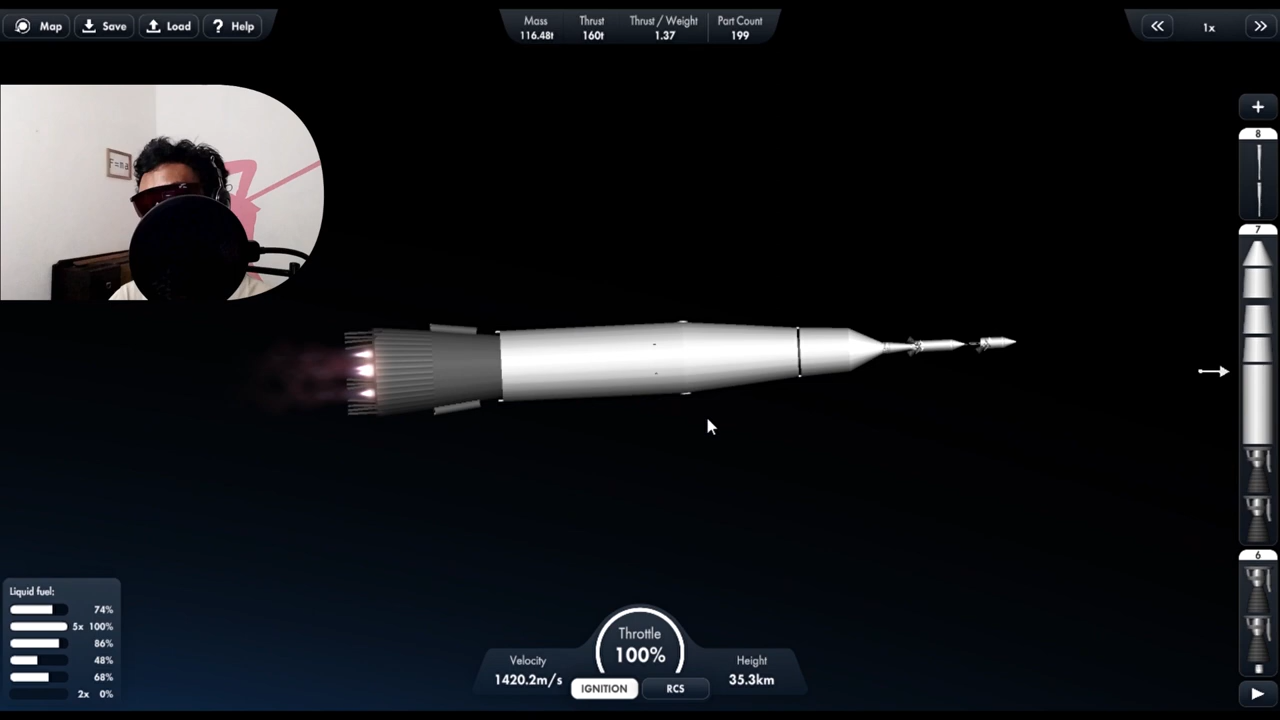 Map Save Load Help
Mass Thrust Thrust / Weight Part Count
116.48t 160t 1.37 199
1x
F=ma
8
7
6
Liquid fuel:
74%
5x 100%
86%
48%
68%
2x 0%
Throttle
100%
Velocity
1420.2m/s
Height
35.3km
IGNITION RCS